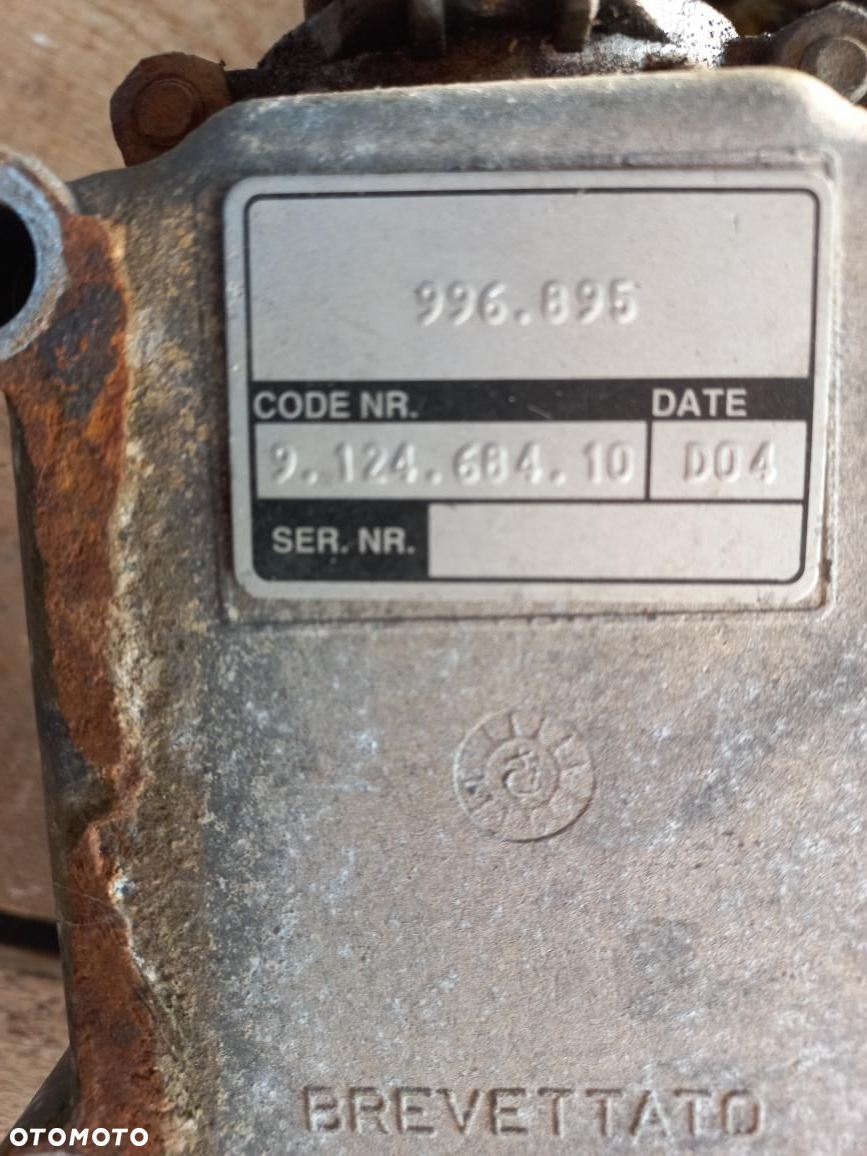 996.895
CODE NR. DATE
9.124.684.10 D04
SER. NR.
BREVETTATO
OTOMOTO